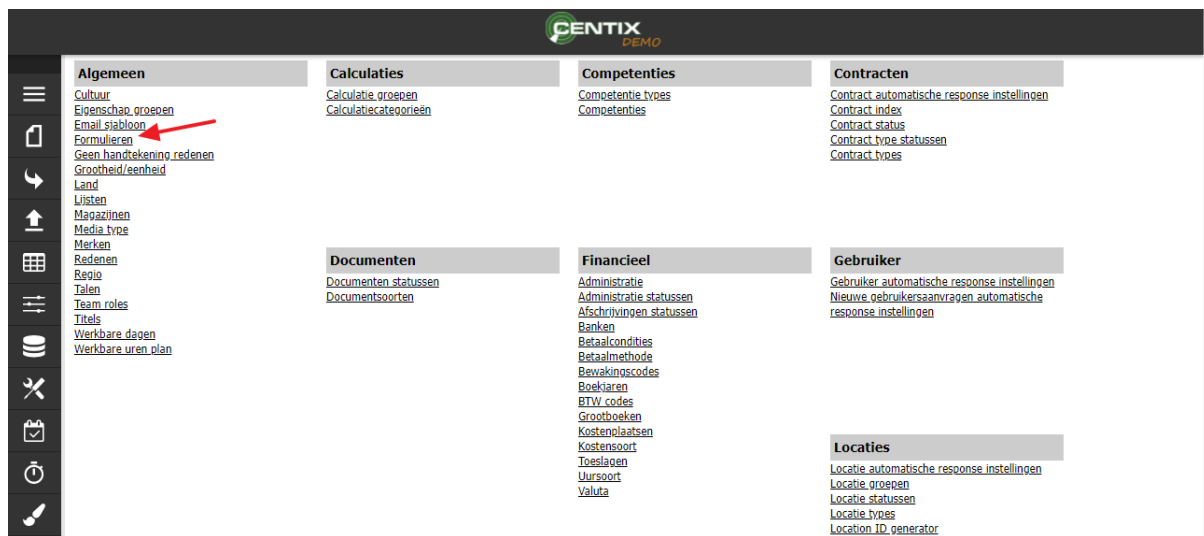 CENTIX
DEMO
Algemeen
Cultuur
Eigenschap groepen
Email sjabloon
Formulieren
Geen handtekening redenen
Grootheid/eenheid
Land
Lijsten
Magazijnen
Media type
Merken
Redenen
Regio
Talen
Team roles
Titels
Werkbare dagen
Werkbare uren plan
Calculaties
Calculatie groepen
Calculatiecategorieën
Competenties
Competentie types
Competenties
Contracten
Contract automatische response instellingen
Contract index
Contract status
Contract type statussen
Contract types
Documenten
Documenten statussen
Documentsoorten
Financieel
Administratie
Administratie statussen
Afschrijvingen statussen
Banken
Betaalcondities
Betaalmethode
Bewakingscodes
Boekjaren
BTW codes
Grootboeken
Kostenplaatsen
Kostensoort
Toeslagen
Uursoort
Valuta
Gebruiker
Gebruiker automatische response instellingen
Nieuwe gebruikersaanvragen automatische
response instellingen
Locaties
Locatie automatische response instellingen
Locatie groepen
Locatie statussen
Locatie types
Location ID generator